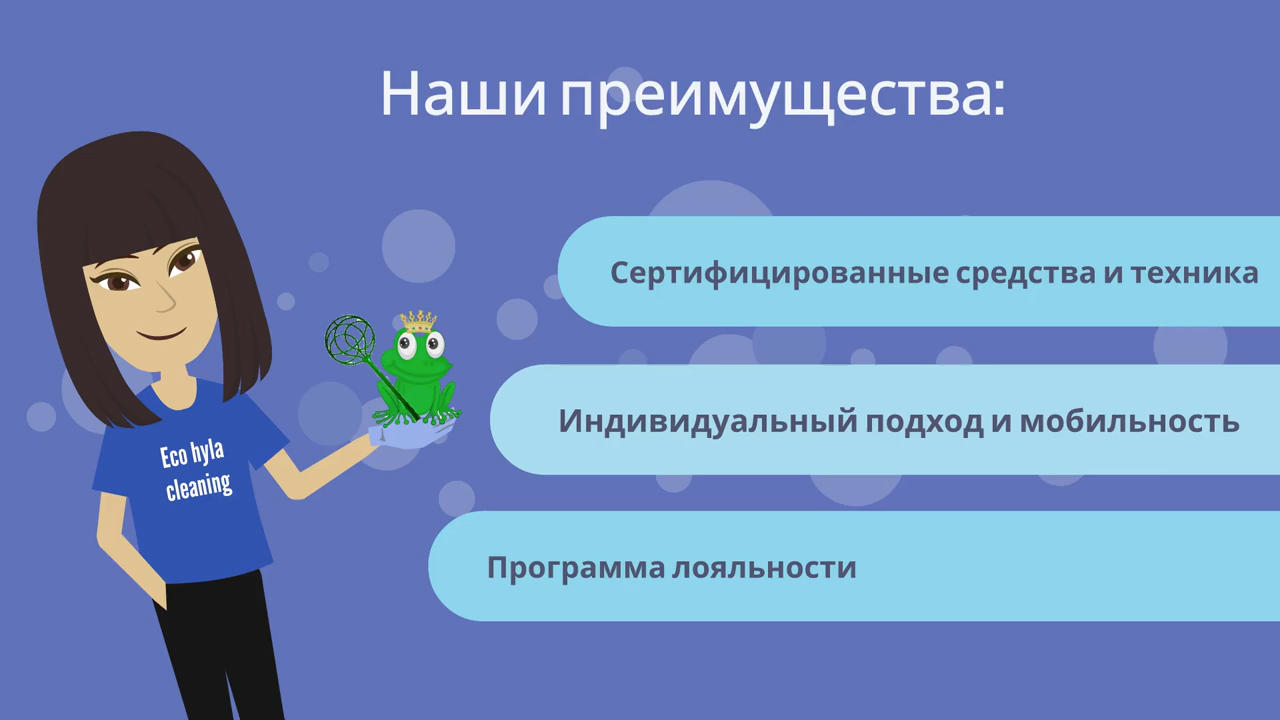 Наши преимущества:
Сертифицированные средства и техника
Индивидуальный подход и мобильность
Программа лояльности
Eco hyla
cleaning